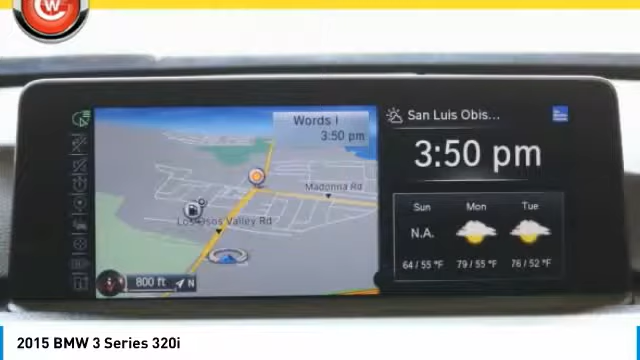 Words I
3:50 pm
Madonna Rd
Los Osos Valley Rd
800 ft
N
San Luis Obis...
3:50 pm
Sun Mon Tue
N.A.
64 / 55 °F 79 / 55 °F 76 / 52 °F
2015 BMW 3 Series 320i